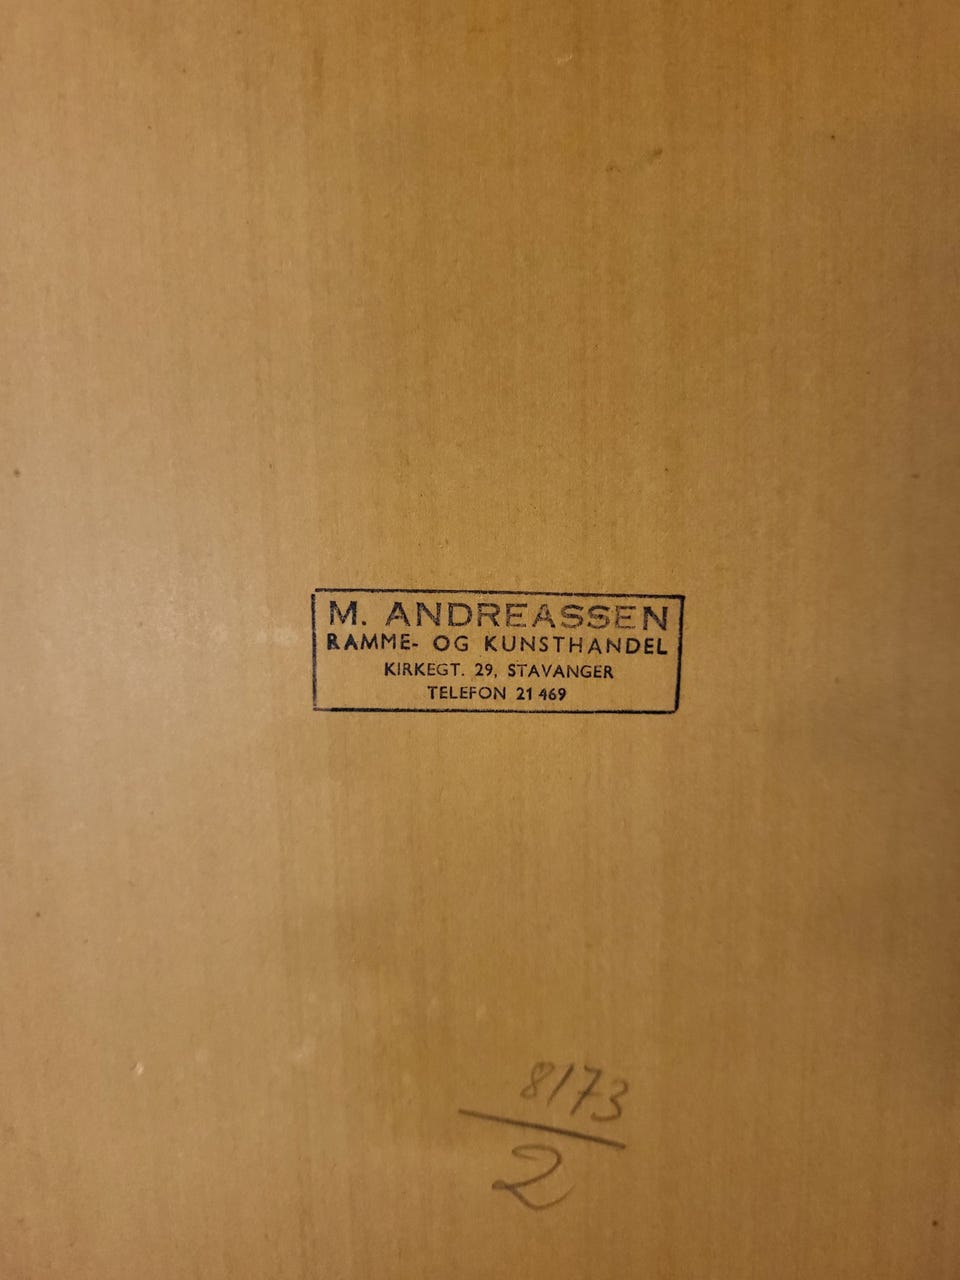 M. ANDREASSEN
RAMME- OG KUNSTHANDEL
KIRKEGT. 29, STAVANGER
TELEFON 21 469
8173
2